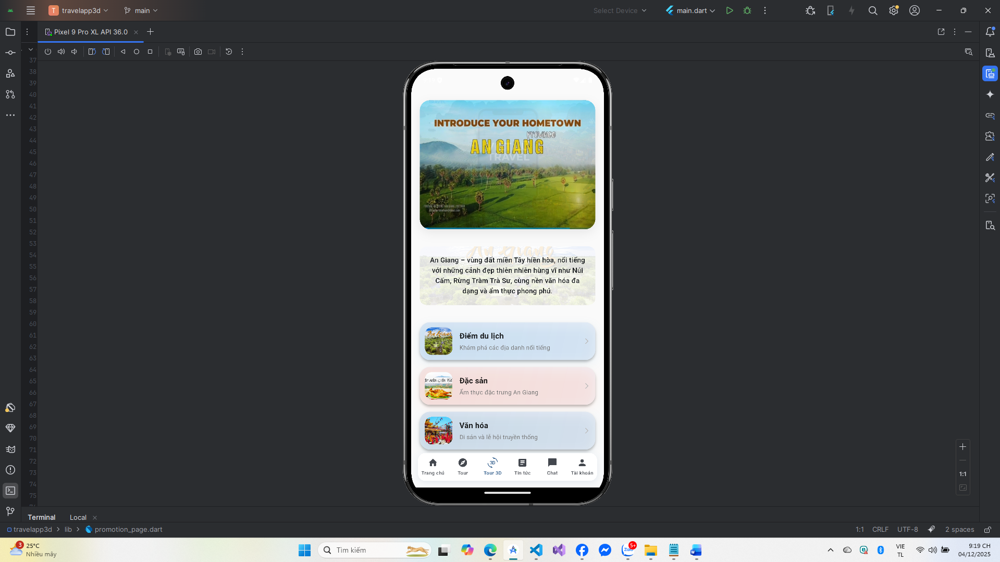 travelapp3d
main
Select Device
main.dart
Pixel 9 Pro XL API 36.0
37
38
39
40
41
42
43
44
45
46
47
48
49
50
51
52
53
54
55
56
57
58
59
60
61
62
63
64
65
66
67
68
69
70
71
72
73
74
75
INTRODUCE YOUR HOMETOWN
province
AN GIANG
TRAVEL
An Giang
An Giang – vùng đất miền Tây hiền hòa, nổi tiếng
với những cảnh đẹp thiên nhiên hùng vĩ như Núi
Cấm, Rừng Tràm Trà Sư, cùng nền văn hóa đa
dạng và ẩm thực phong phú.
An Giang
Điểm du lịch
Khám phá các địa danh nổi tiếng
Đặc sản
Ẩm thực đặc trưng An Giang
Văn hóa
Di sản và lễ hội truyền thống
3D
Trang chủ
Tour
Tour 3D
Tin tức
Chat
Tài khoản
1:1
Terminal
Local
travelapp3d
lib
promotion_page.dart
1:1
CRLF
UTF-8
2 spaces
3
25°C
Nhiều mây
Tìm kiếm
Zalo
5+
VIE
TL
9:19 CH
04/12/2025